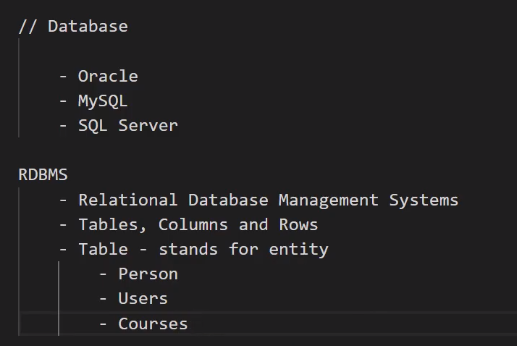 // Database
- Oracle
- MySQL
- SQL Server
RDBMS
- Relational Database Management Systems
- Tables, Columns and Rows
- Table - stands for entity
- Person
- Users
- Courses